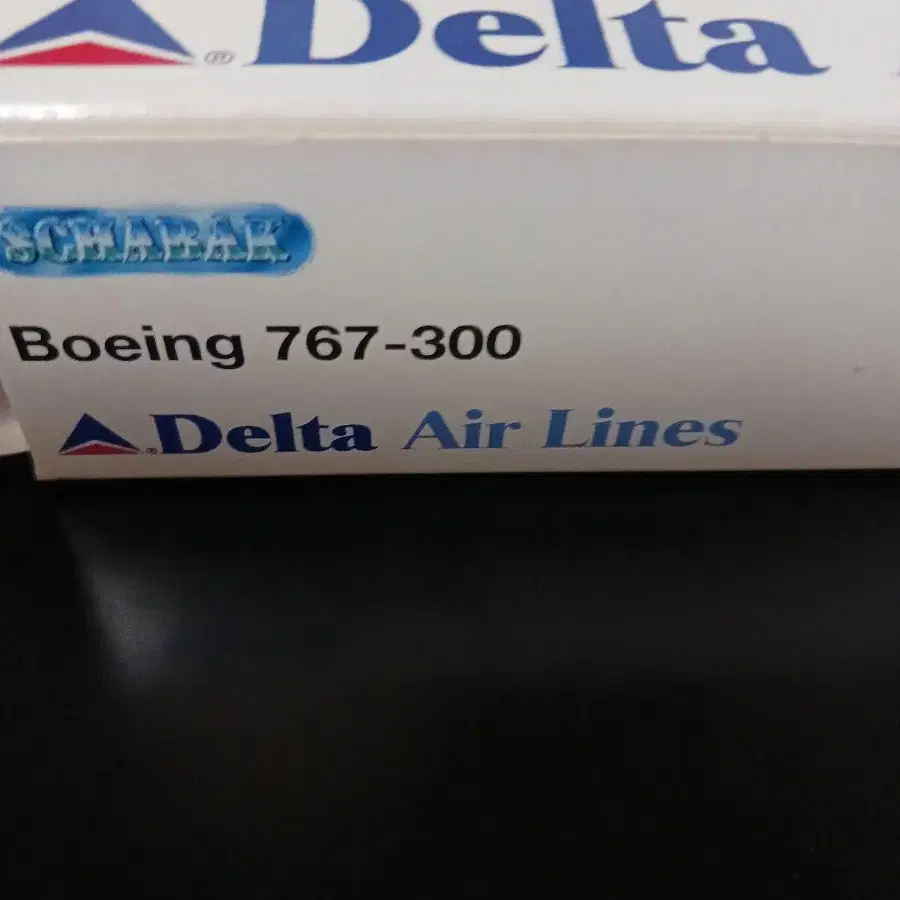 ® Delta
SCHABAK
Boeing 767-300
Delta Air Lines